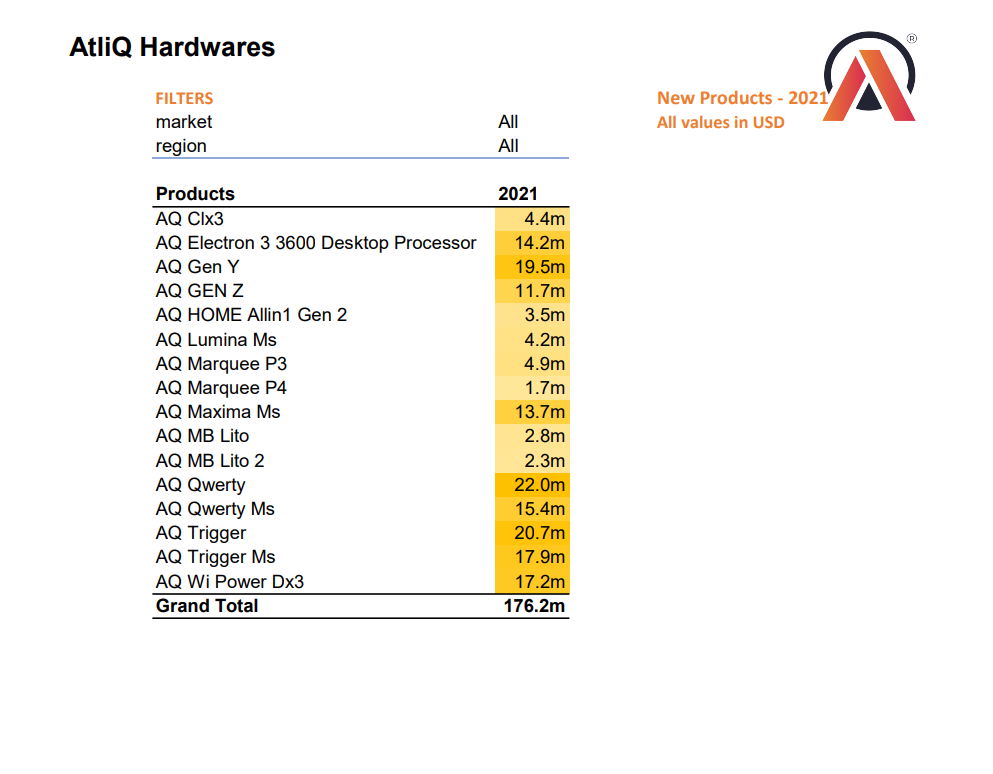 AtliQ Hardwares
®
FILTERS
New Products - 2021
market All
All values in USD
region All
Products 2021
AQ Clx3 4.4m
AQ Electron 3 3600 Desktop Processor 14.2m
AQ Gen Y 19.5m
AQ GEN Z 11.7m
AQ HOME Allin1 Gen 2 3.5m
AQ Lumina Ms 4.2m
AQ Marquee P3 4.9m
AQ Marquee P4 1.7m
AQ Maxima Ms 13.7m
AQ MB Lito 2.8m
AQ MB Lito 2 2.3m
AQ Qwerty 22.0m
AQ Qwerty Ms 15.4m
AQ Trigger 20.7m
AQ Trigger Ms 17.9m
AQ Wi Power Dx3 17.2m
Grand Total 176.2m